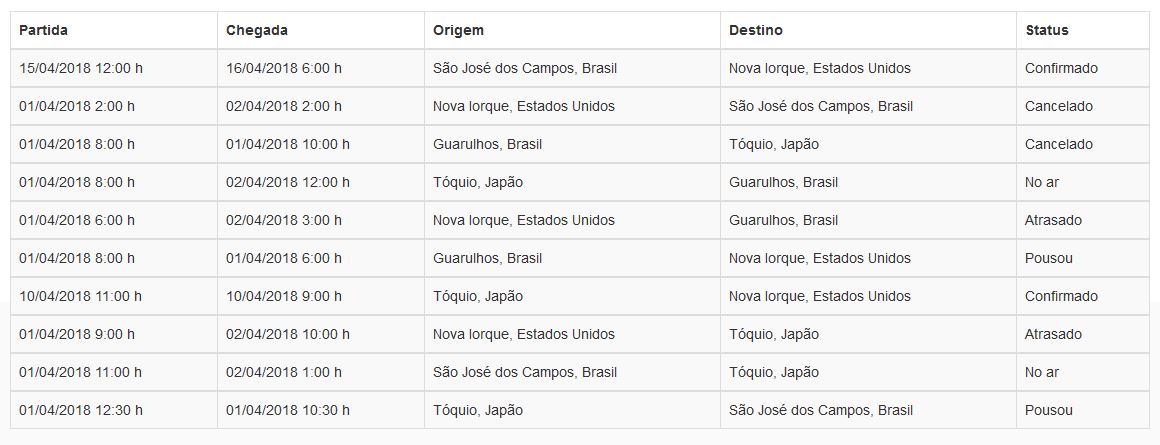 Partida Chegada Origem Destino Status
15/04/2018 12:00 h 16/04/2018 6:00 h São José dos Campos, Brasil Nova Iorque, Estados Unidos Confirmado
01/04/2018 2:00 h 02/04/2018 2:00 h Nova Iorque, Estados Unidos São José dos Campos, Brasil Cancelado
01/04/2018 8:00 h 01/04/2018 10:00 h Guarulhos, Brasil Tóquio, Japão Cancelado
01/04/2018 8:00 h 02/04/2018 12:00 h Tóquio, Japão Guarulhos, Brasil No ar
01/04/2018 6:00 h 02/04/2018 3:00 h Nova Iorque, Estados Unidos Guarulhos, Brasil Atrasado
01/04/2018 8:00 h 01/04/2018 6:00 h Guarulhos, Brasil Nova Iorque, Estados Unidos Pousou
10/04/2018 11:00 h 10/04/2018 9:00 h Tóquio, Japão Nova Iorque, Estados Unidos Confirmado
01/04/2018 9:00 h 02/04/2018 10:00 h Nova Iorque, Estados Unidos Tóquio, Japão Atrasado
01/04/2018 11:00 h 02/04/2018 1:00 h São José dos Campos, Brasil Tóquio, Japão No ar
01/04/2018 12:30 h 01/04/2018 10:30 h Tóquio, Japão São José dos Campos, Brasil Pousou